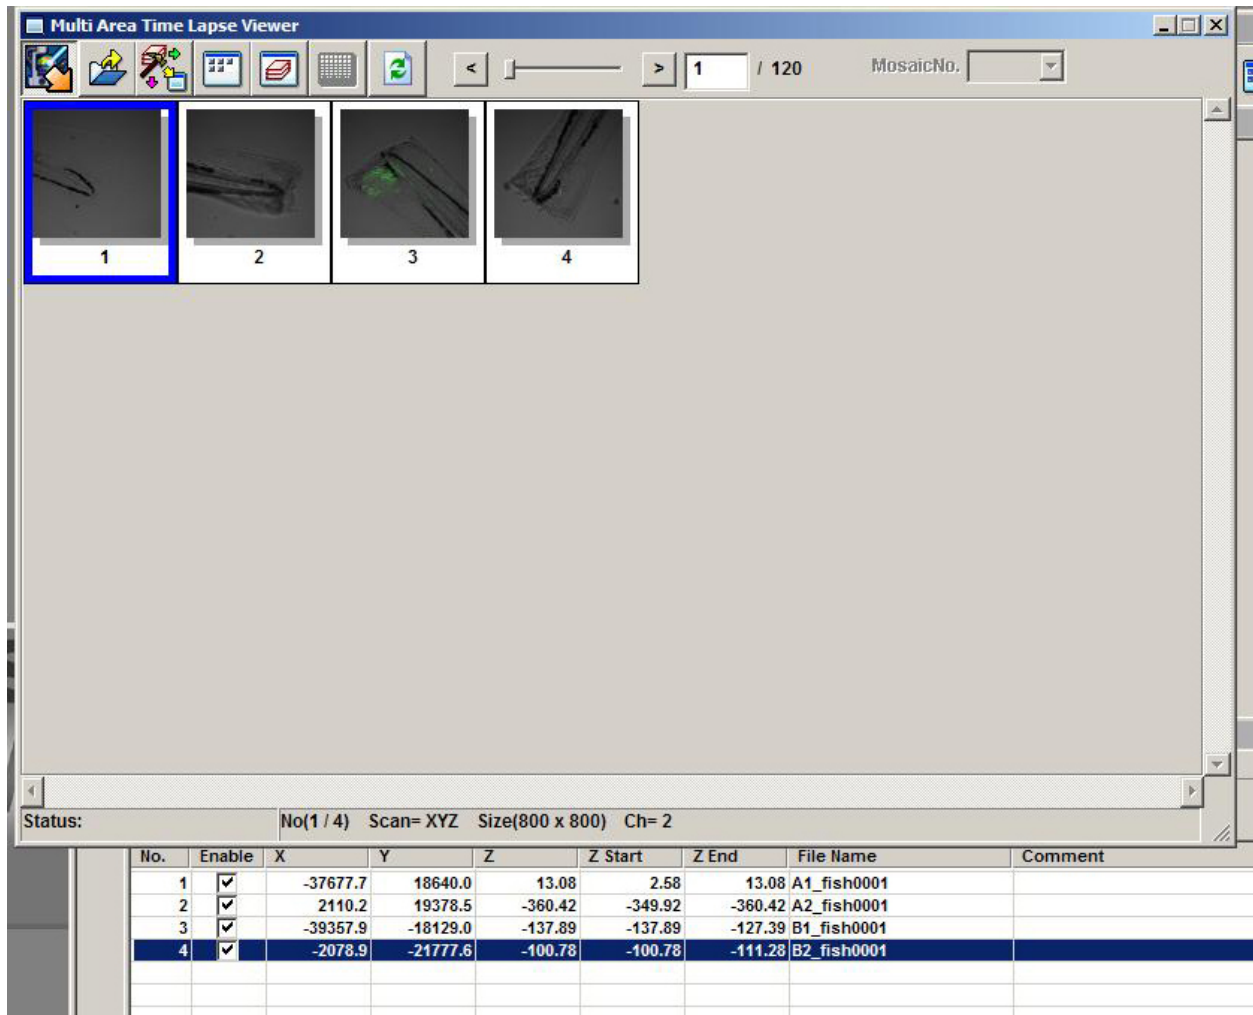 Multi Area Time Lapse Viewer
< > 1 / 120 MosaicNo.
1 2 3 4
Status: No(1 / 4) Scan= XYZ Size(800 x 800) Ch= 2
No. Enable X Y Z Z Start Z End File Name Comment
1 -37677.7 18640.0 13.08 2.58 13.08 A1_fish0001
2 2110.2 19378.5 -360.42 -349.92 -360.42 A2_fish0001
3 -39357.9 -18129.0 -137.89 -137.89 -127.39 B1_fish0001
4 -2078.9 -21777.6 -100.78 -100.78 -111.28 B2_fish0001